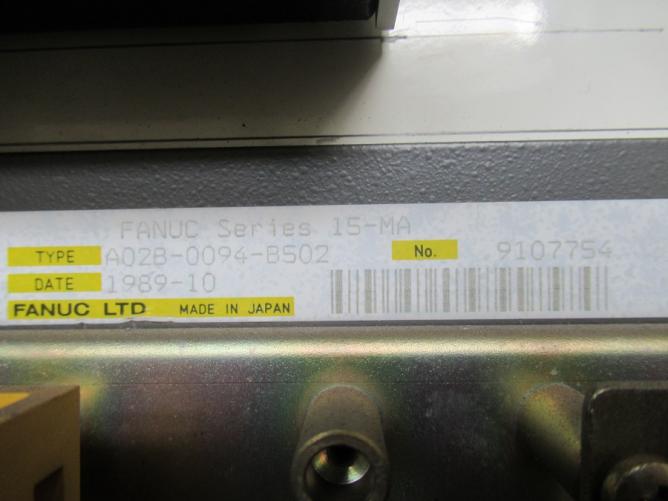 FANUC Series 15-MA
TYPE A02B-0094-B502 No. 9107754
DATE 1989-10
FANUC LTD MADE IN JAPAN